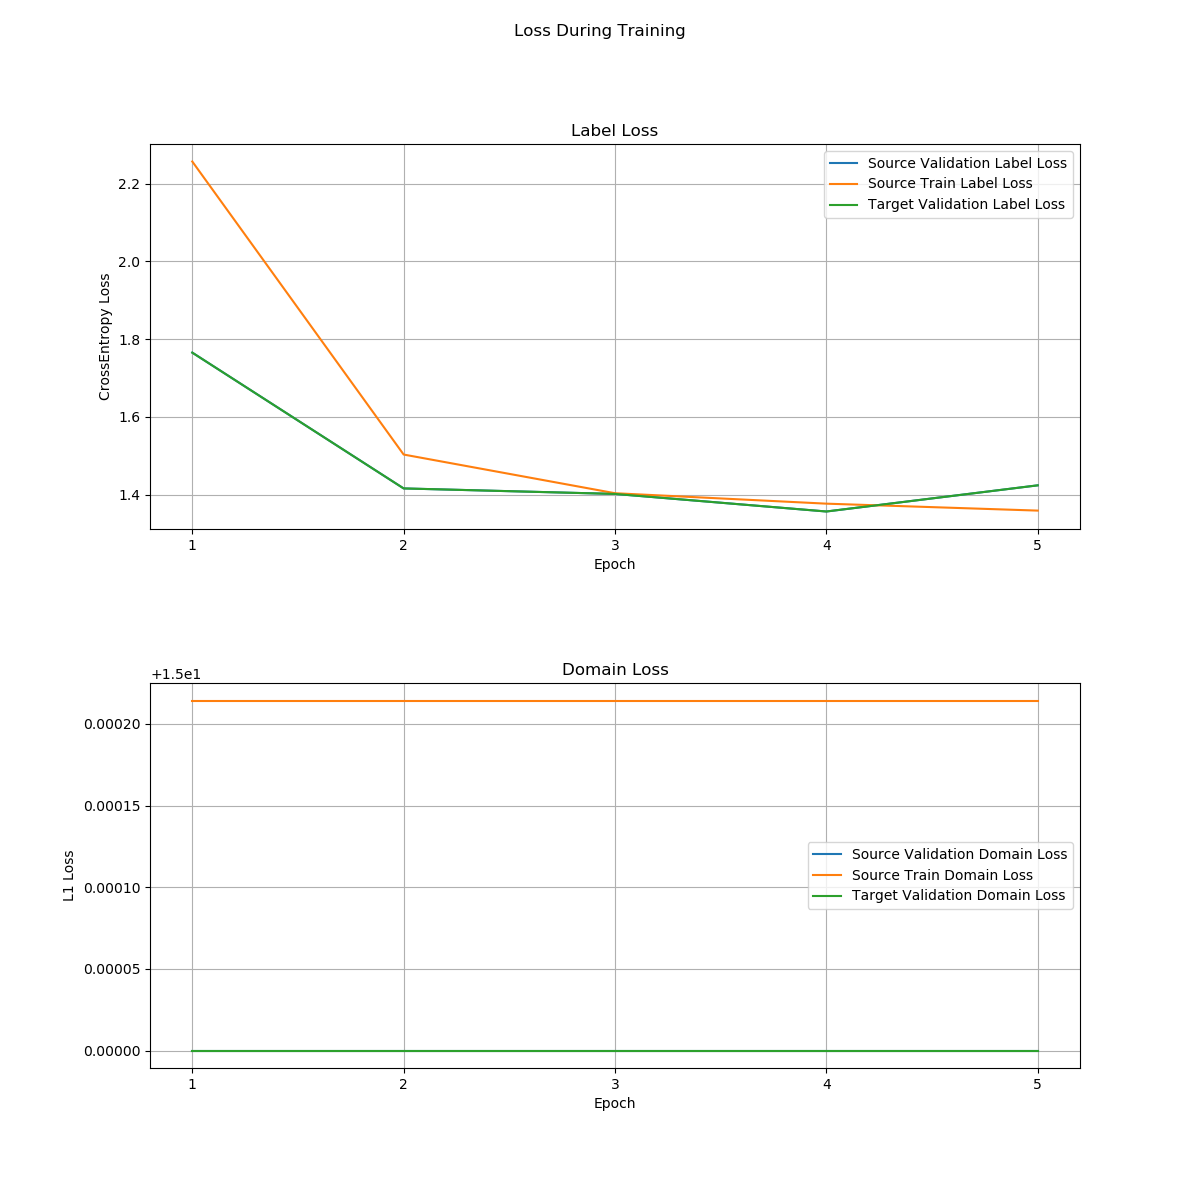 Loss During Training
Label Loss
Source Validation Label Loss
Source Train Label Loss
Target Validation Label Loss
CrossEntropy Loss
2.2
2.0
1.8
1.6
1.4
1 2 3 4 5
Epoch
Domain Loss
+1.5e1
Source Validation Domain Loss
Source Train Domain Loss
Target Validation Domain Loss
L1 Loss
0.00020
0.00015
0.00010
0.00005
0.00000
1 2 3 4 5
Epoch